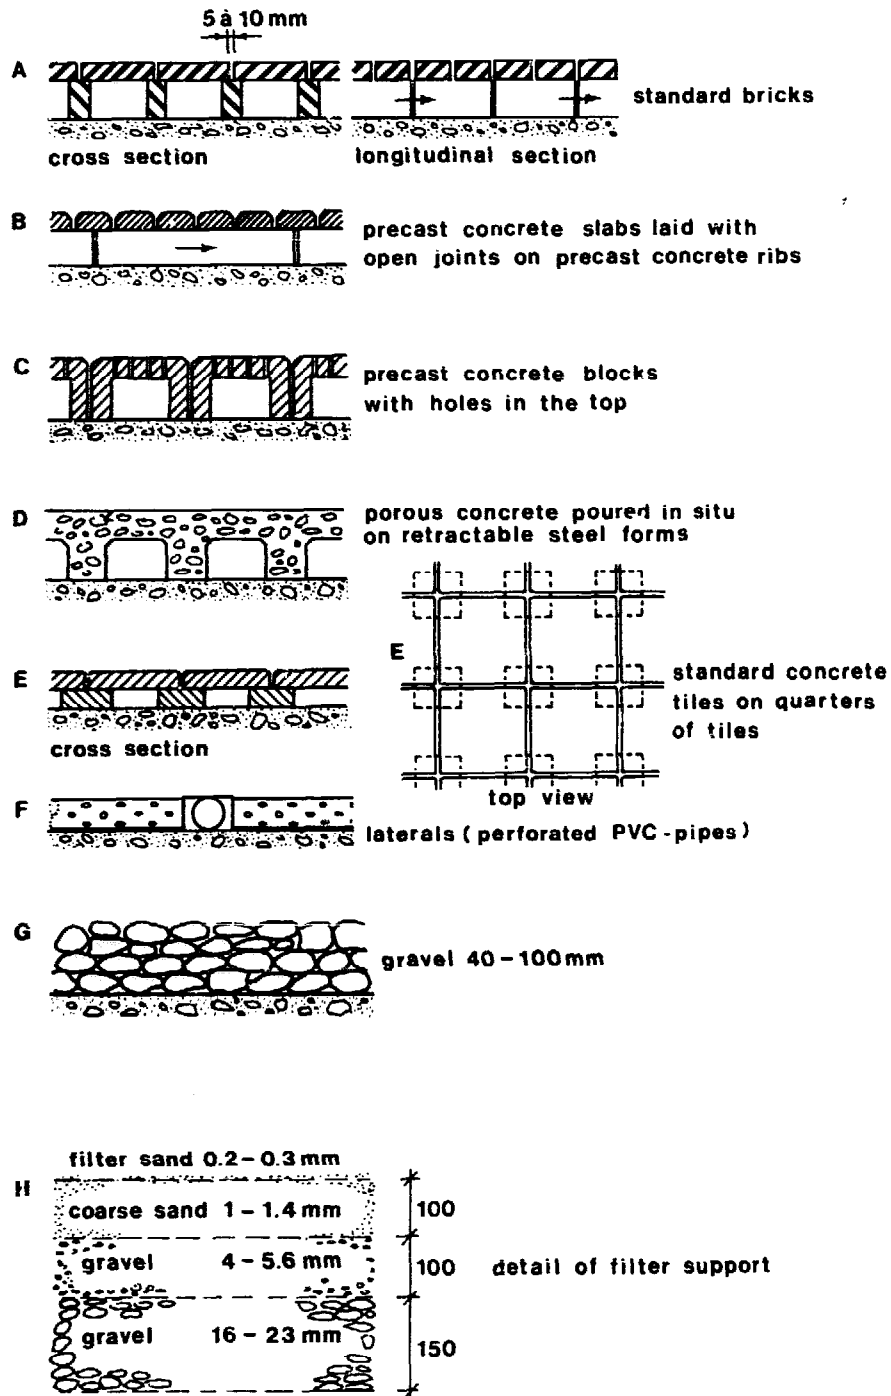 5 à 10 mm
A
standard bricks
cross section
longitudinal section
B
precast concrete slabs laid with
open joints on precast concrete ribs
C
precast concrete blocks
with holes in the top
D
porous concrete poured in situ
on retractable steel forms
E
cross section
E
standard concrete
tiles on quarters
of tiles
top view
F
laterals ( perforated PVC - pipes )
G
gravel 40 - 100 mm
H
filter sand 0.2 - 0.3 mm
coarse sand 1 - 1.4 mm
100
gravel 4 - 5.6 mm
100
detail of filter support
gravel 16 - 23 mm
150